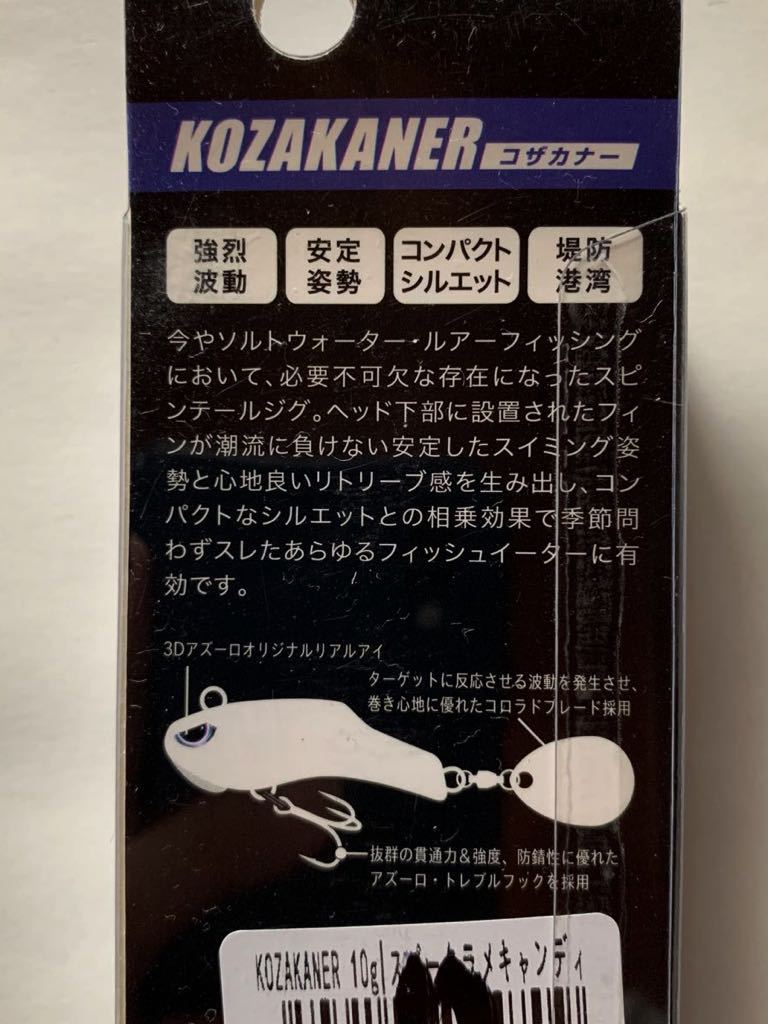 KOZAKANER コザカナー
強烈 安定 コンパクト 堤防
波動 姿勢 シルエット 港湾
今やソルトウォーター・ルアーフィッシング
において、必要不可欠な存在になったスピ
ンテールジグ。ヘッド下部に設置されたフィ
ンが潮流に負けない安定したスイミング姿
勢と心地良いリトリーブ感を生み出し、コン
パクトなシルエットとの相乗効果で季節問
わずスレたあらゆるフィッシュイーターに有
効です。
3Dアズーロオリジナルリアルアイ
ターゲットに反応させる波動を発生させ、
巻き心地に優れたコロラドブレード採用
抜群の貫通力&強度、防錆性に優れた
アズーロ・トレブルフックを採用
KOZAKANER 10g